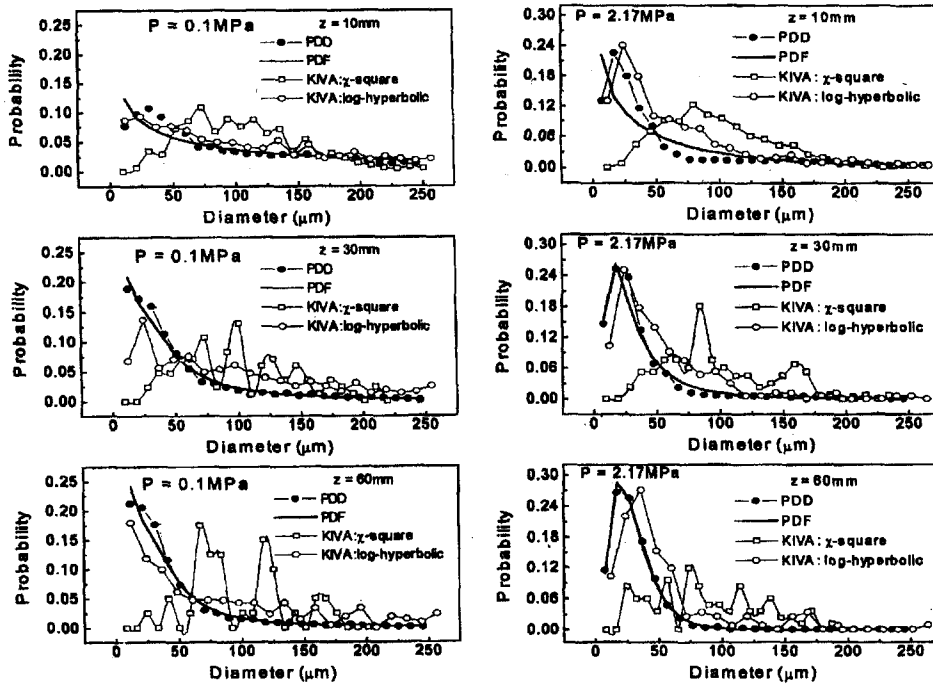 P = 0.1MPa z = 10mm
PDD
PDF
KIVA:χ-square
KIVA:log-hyperbolic
0.25
0.20
0.15
0.10
0.05
0.00
Probability
0 50 100 150 200 250
Diameter (μm)
P = 2.17MPa z = 10mm
PDD
PDF
KIVA: χ-square
KIVA: log-hyperbolic
0.30
0.24
0.18
0.12
0.06
0.00
Probability
0 50 100 150 200 250
Diameter (μm)
P = 0.1MPa z = 30mm
PDD
PDF
KIVA:χ-square
KIVA:log-hyperbolic
0.25
0.20
0.15
0.10
0.05
0.00
Probability
0 50 100 150 200 250
Diameter (μm)
P = 2.17MPa z = 30mm
PDD
PDF
KIVA: χ-square
KIVA: log-hyperbolic
0.30
0.24
0.18
0.12
0.06
0.00
Probability
0 50 100 150 200 250
Diameter (μm)
P = 0.1MPa z = 60mm
PDD
PDF
KIVA:χ-square
KIVA:log-hyperbolic
0.25
0.20
0.15
0.10
0.05
0.00
Probability
0 50 100 150 200 250
Diameter (μm)
P = 2.17MPa z = 60mm
PDD
PDF
KIVA: χ-square
KIVA: log-hyperbolic
0.30
0.24
0.18
0.12
0.06
0.00
Probability
0 50 100 150 200 250
Diameter (μm)